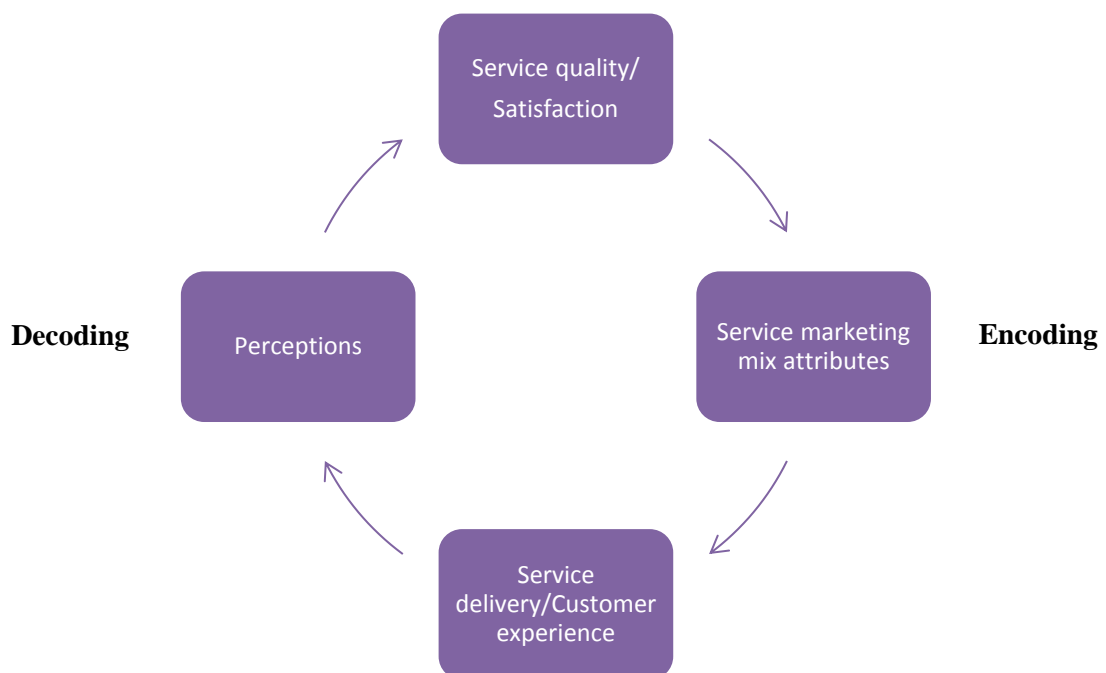 Service quality/
Satisfaction
Decoding
Perceptions
Service marketing
mix attributes
Encoding
Service
delivery/Customer
experience